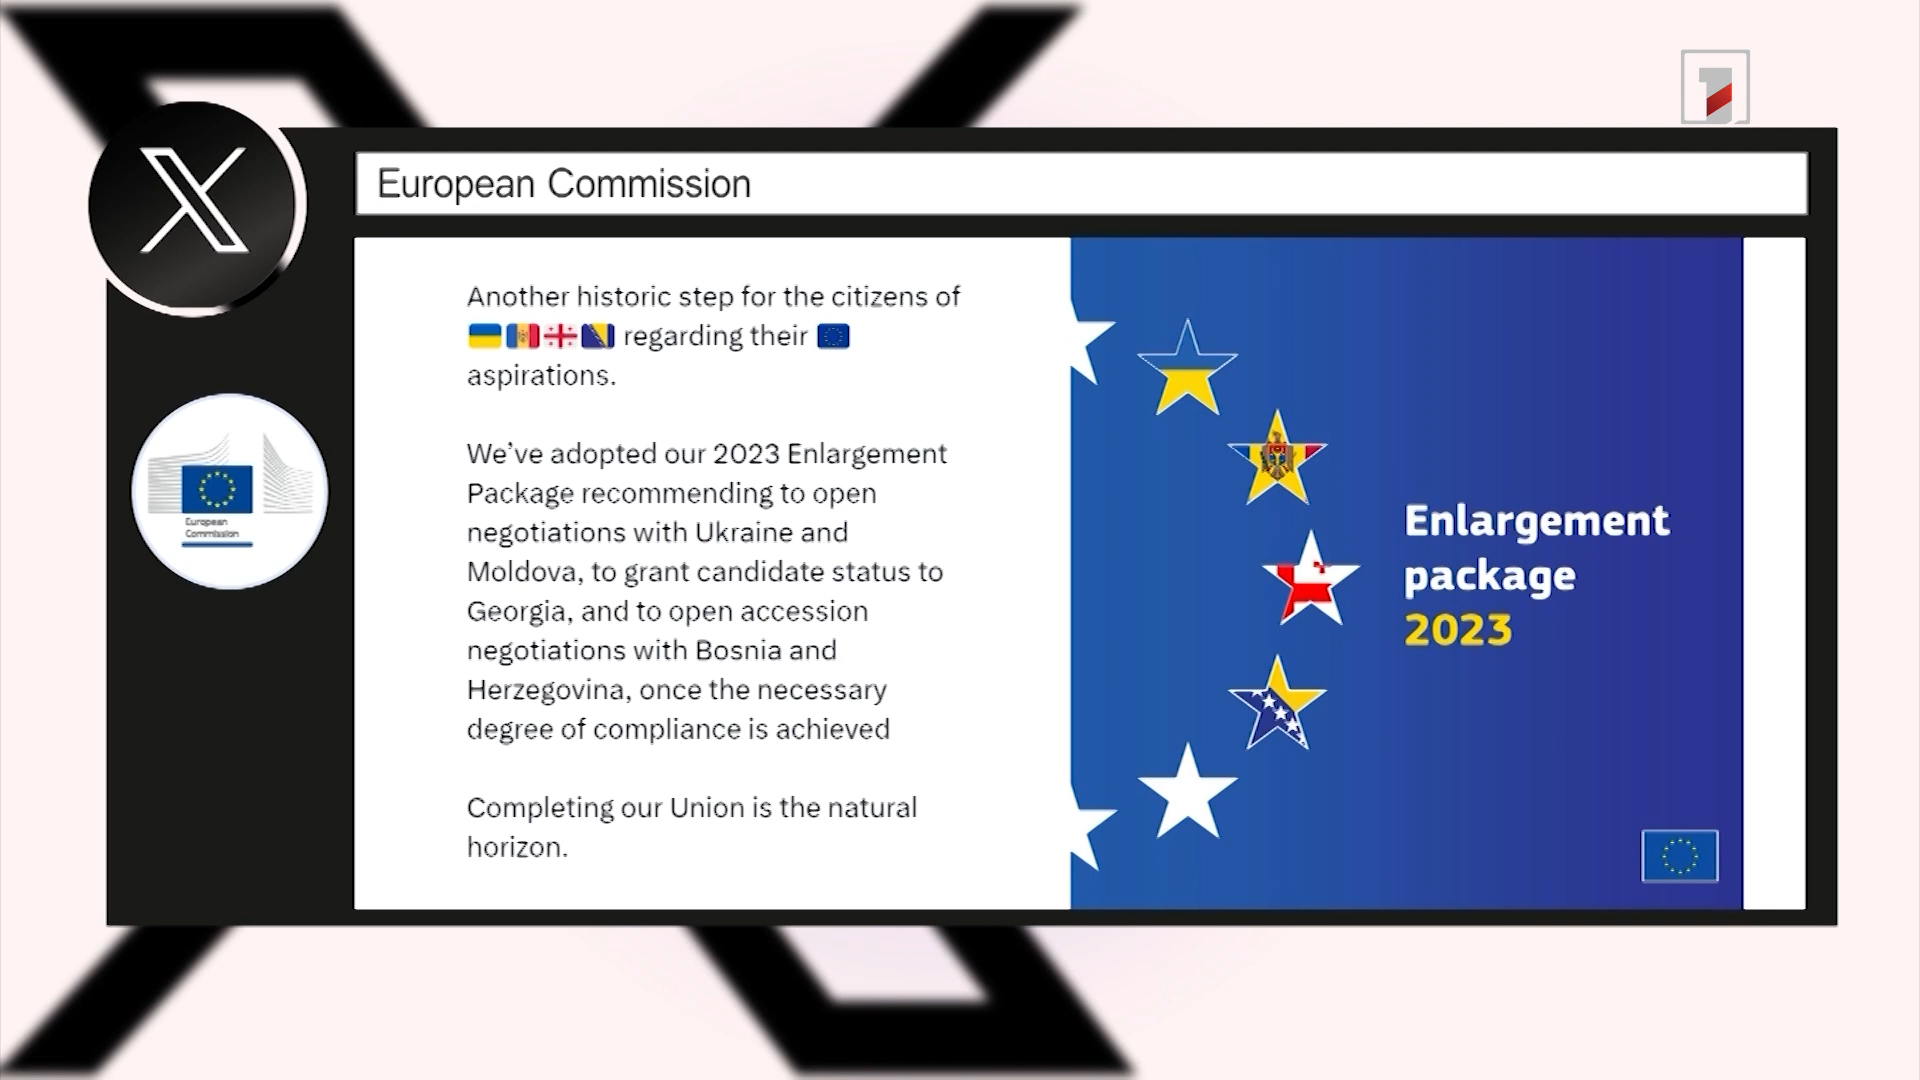 European Commission
Another historic step for the citizens of
🇺🇦🇲🇩🇬🇪🇧🇦 regarding their 🇪🇺
aspirations.
We’ve adopted our 2023 Enlargement
Package recommending to open
negotiations with Ukraine and
Moldova, to grant candidate status to
Georgia, and to open accession
negotiations with Bosnia and
Herzegovina, once the necessary
degree of compliance is achieved
Completing our Union is the natural
horizon.
Enlargement
package
2023
European
Commission
1